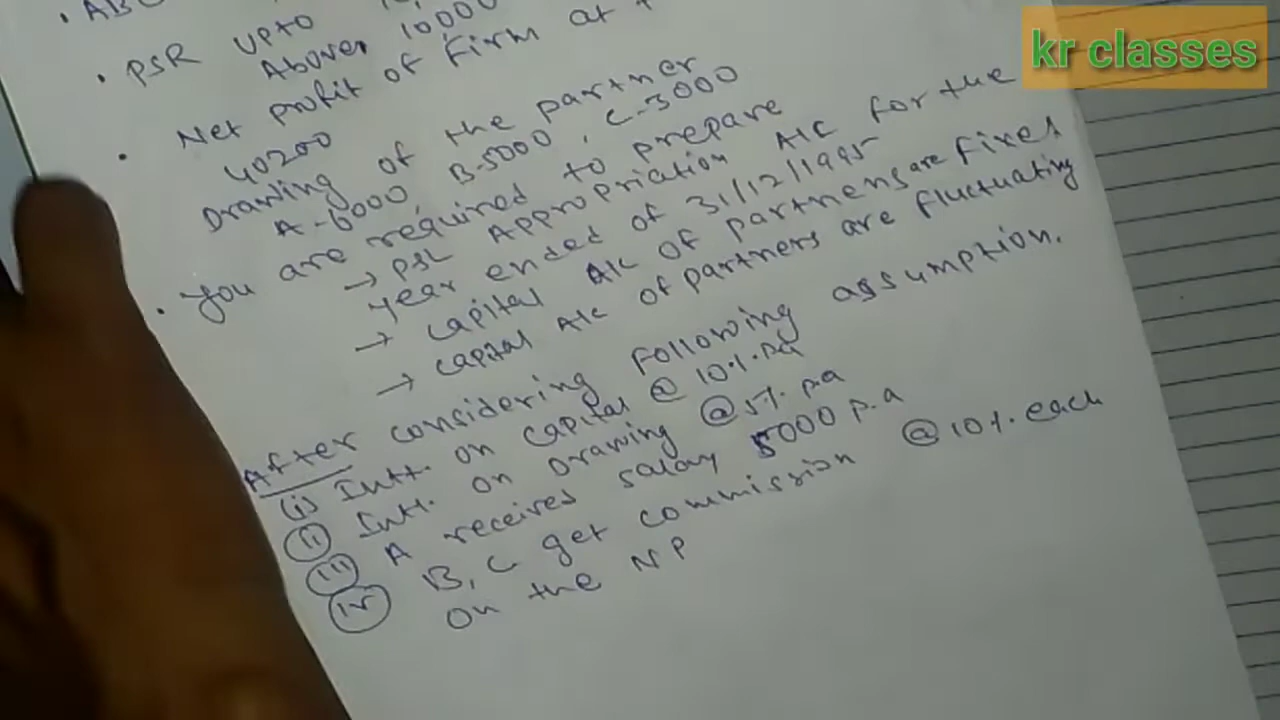 kr classes
• AB
• PSR UPto
Above 10000
• Net profit of Firm at
40200
Drawing of the partner
A-6000, B-5000, C-3000
• You are required to prepare
→ P&L Appropriation A/C for the
year ended of 31/12/1995
→ capital A/c of partners are fixed
→ capital A/c of partners are fluctuating
After considering following assumption.
(i) Intt. on capital @ 10%. pa
(ii) Intt. on Drawing @ 5%. p.a
(iii) A receives salary 5000 p.a
(iv) B, C get commission @ 10%. each
on the NP